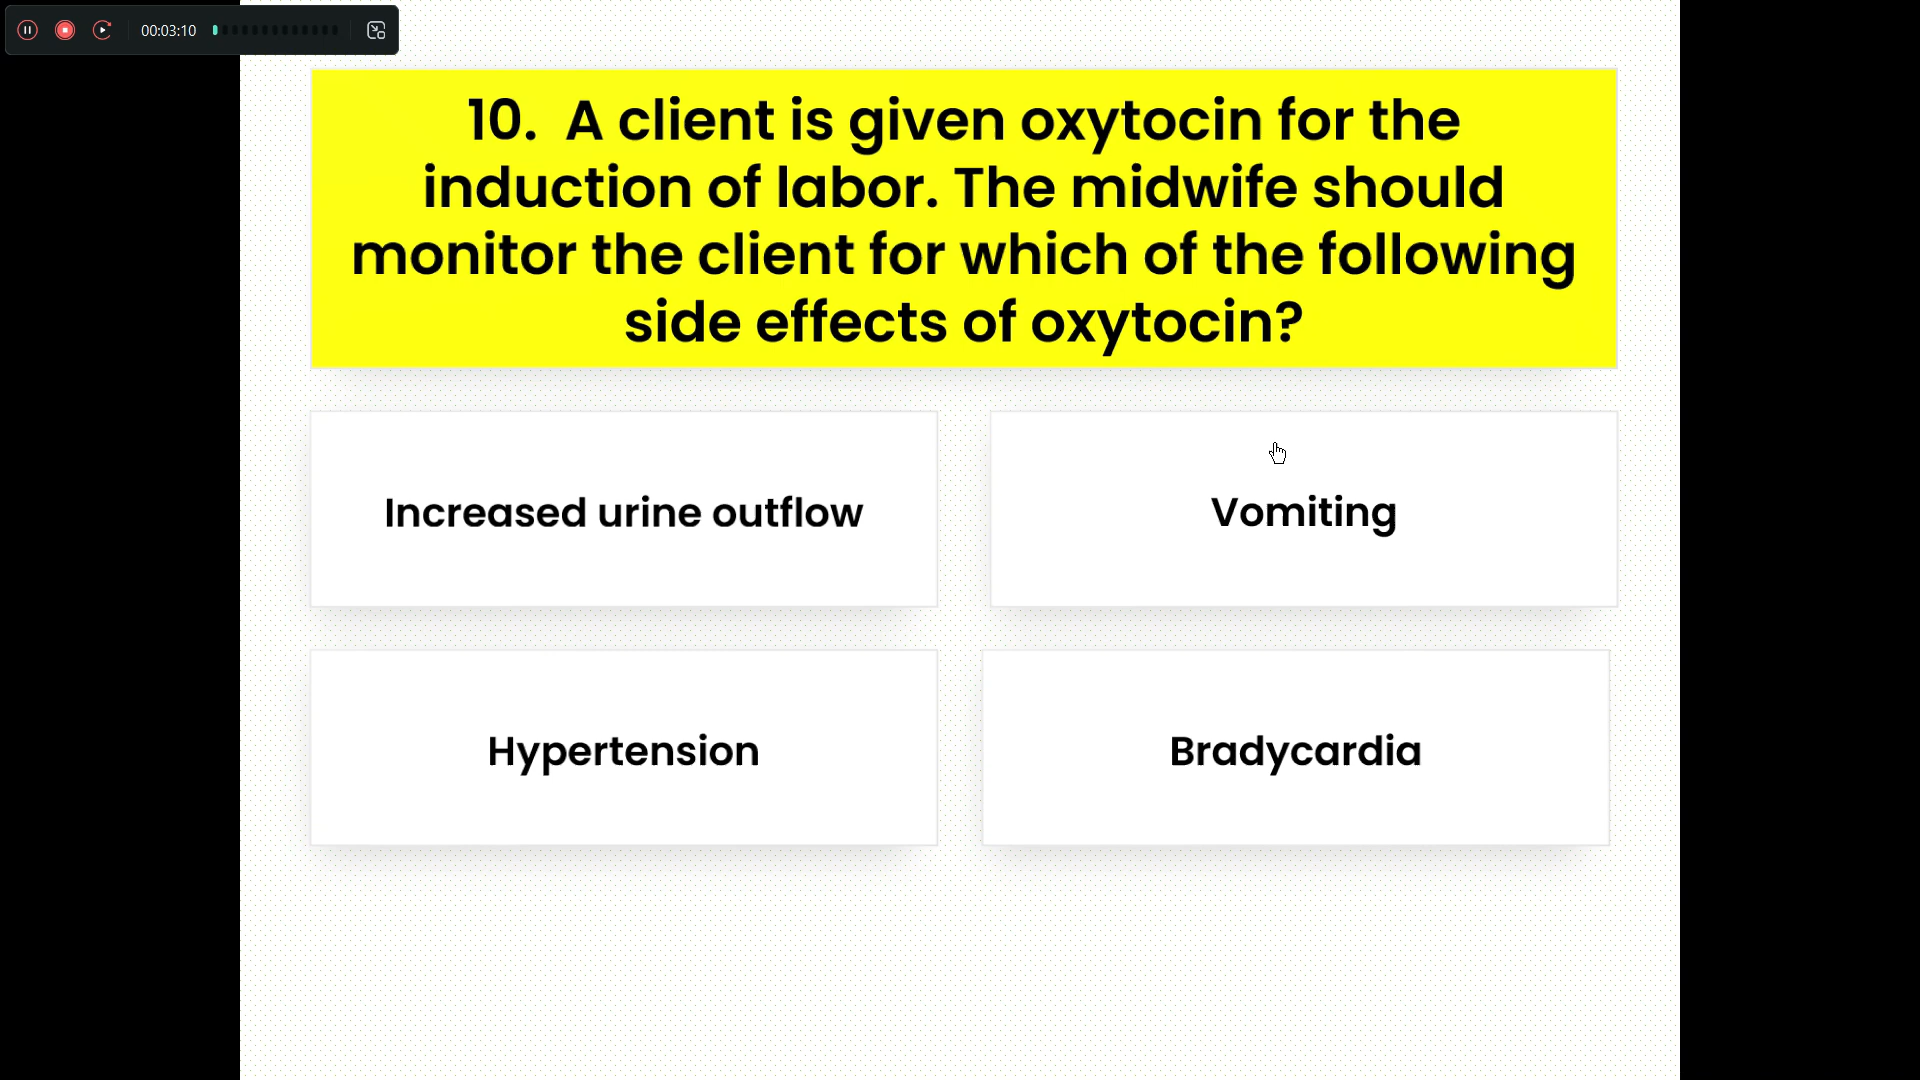 00:03:10
10. A client is given oxytocin for the
induction of labor. The midwife should
monitor the client for which of the following
side effects of oxytocin?
Increased urine outflow
Vomiting
Hypertension
Bradycardia